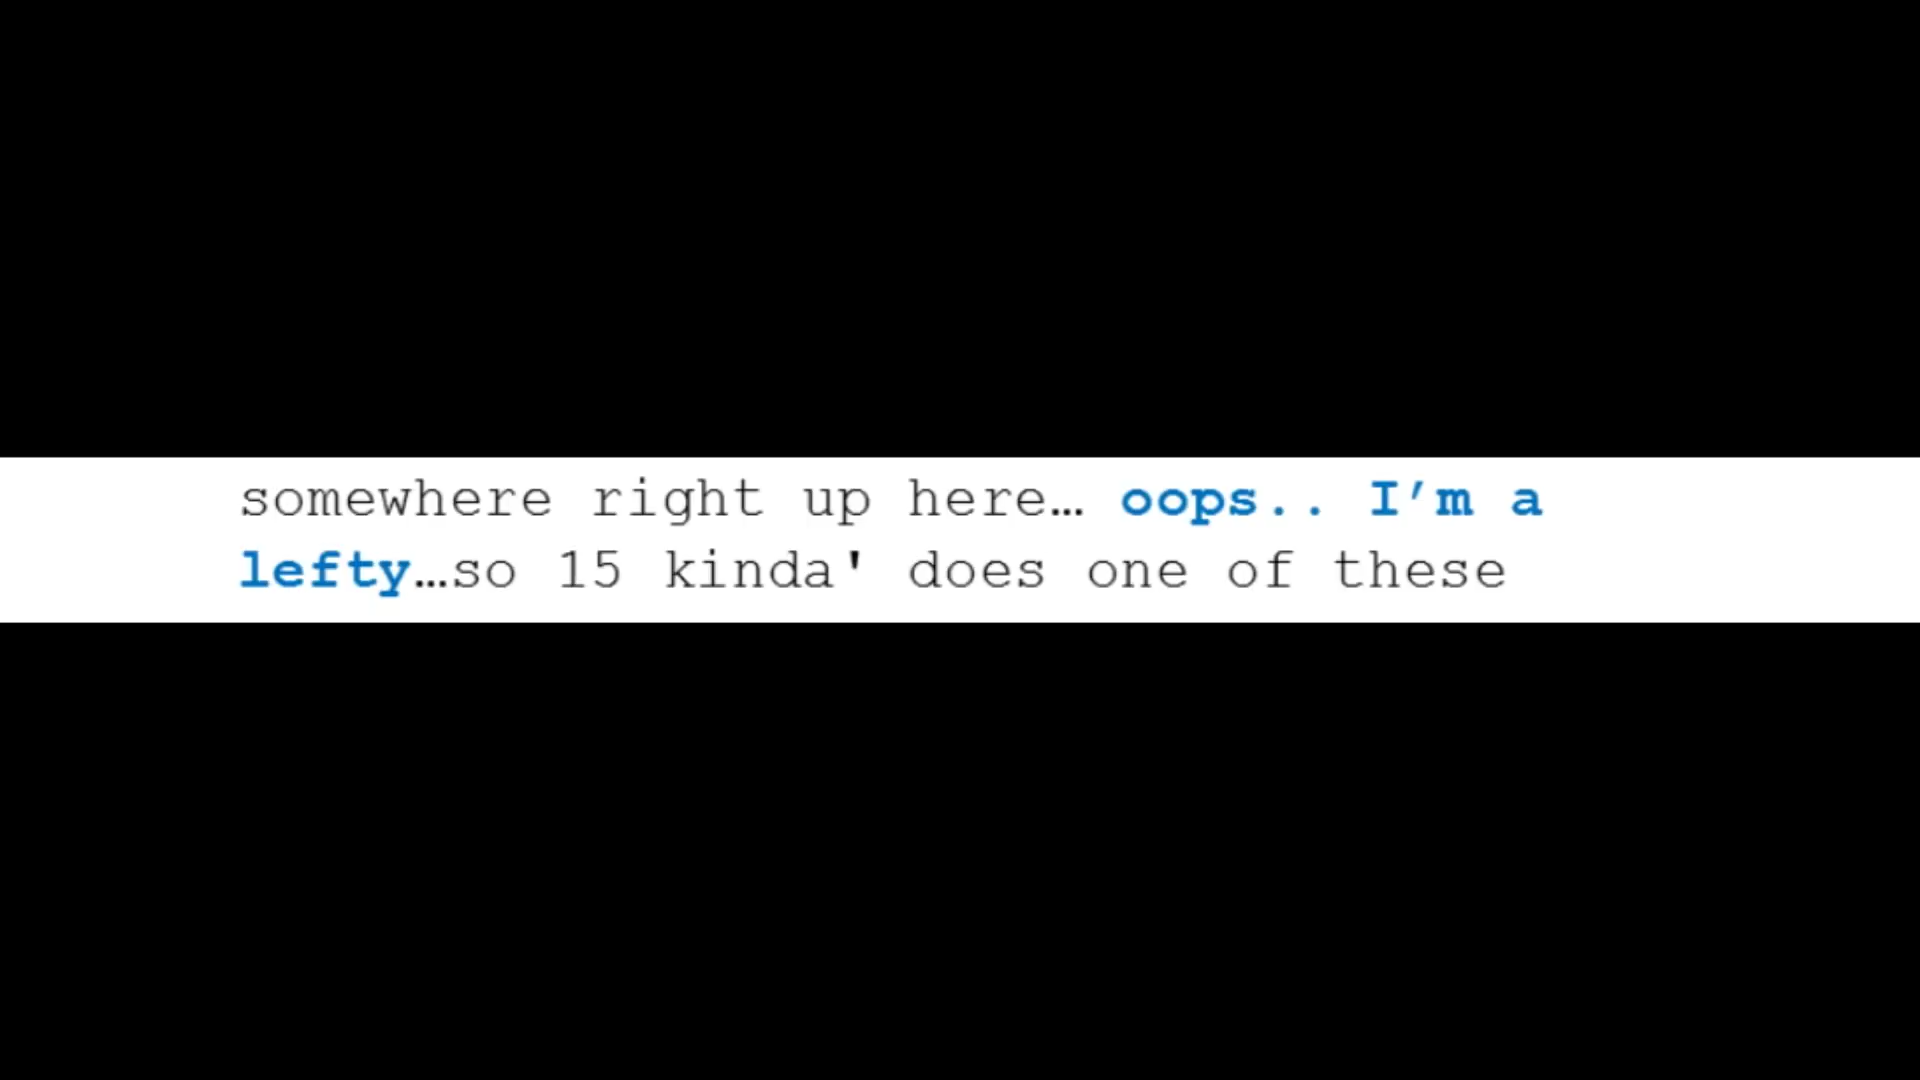 somewhere right up here… oops.. I’m a
lefty…so 15 kinda' does one of these